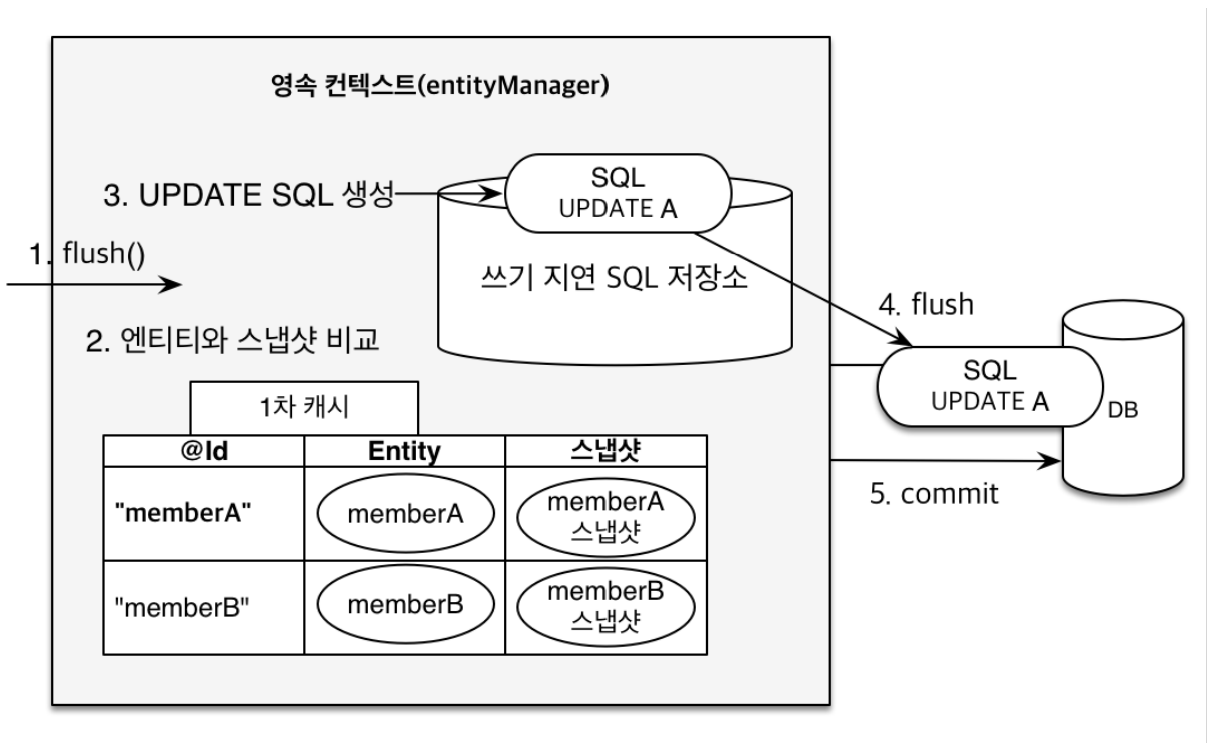 영속 컨텍스트(entityManager)
SQL
UPDATE A
3. UPDATE SQL 생성
1. flush()
쓰기 지연 SQL 저장소
2. 엔티티와 스냅샷 비교
4. flush
SQL
UPDATE A
DB
5. commit
1차 캐시
@Id Entity 스냅샷
"memberA" memberA memberA
스냅샷
"memberB" memberB memberB
스냅샷